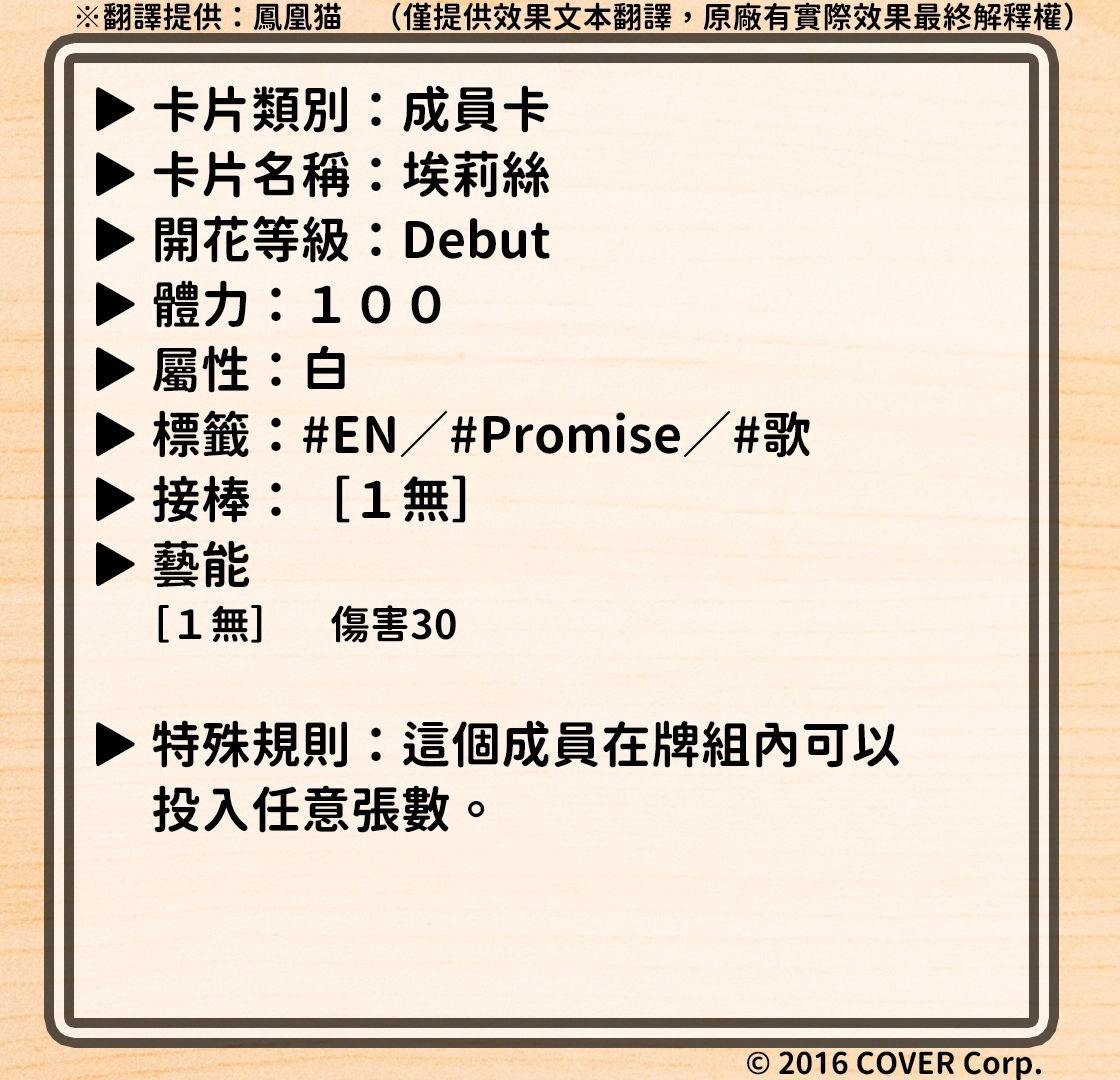 ※翻譯提供：鳳凰猫　（僅提供效果文本翻譯，原廠有實際效果最終解釋權）
▶ 卡片類別：成員卡
▶ 卡片名稱：埃莉絲
▶ 開花等級：Debut
▶ 體力：１００
▶ 屬性：白
▶ 標籤：#EN／#Promise／#歌
▶ 接棒：［１無］
▶ 藝能
［１無］　傷害30
▶ 特殊規則：這個成員在牌組內可以
投入任意張數。
© 2016 COVER Corp.